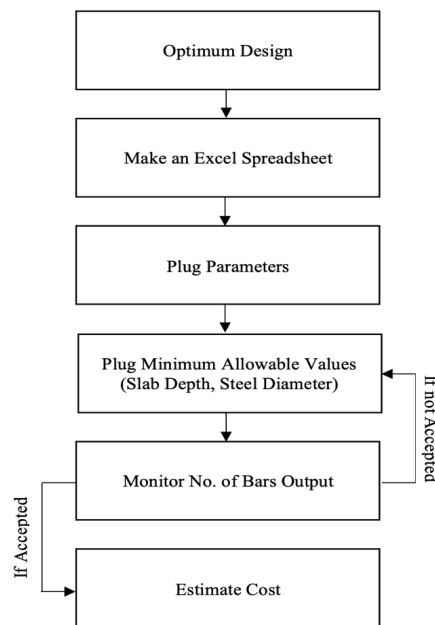 Optimum Design
Make an Excel Spreadsheet
Plug Parameters
Plug Minimum Allowable Values
(Slab Depth, Steel Diameter)
If not Accepted
Monitor No. of Bars Output
If Accepted
Estimate Cost